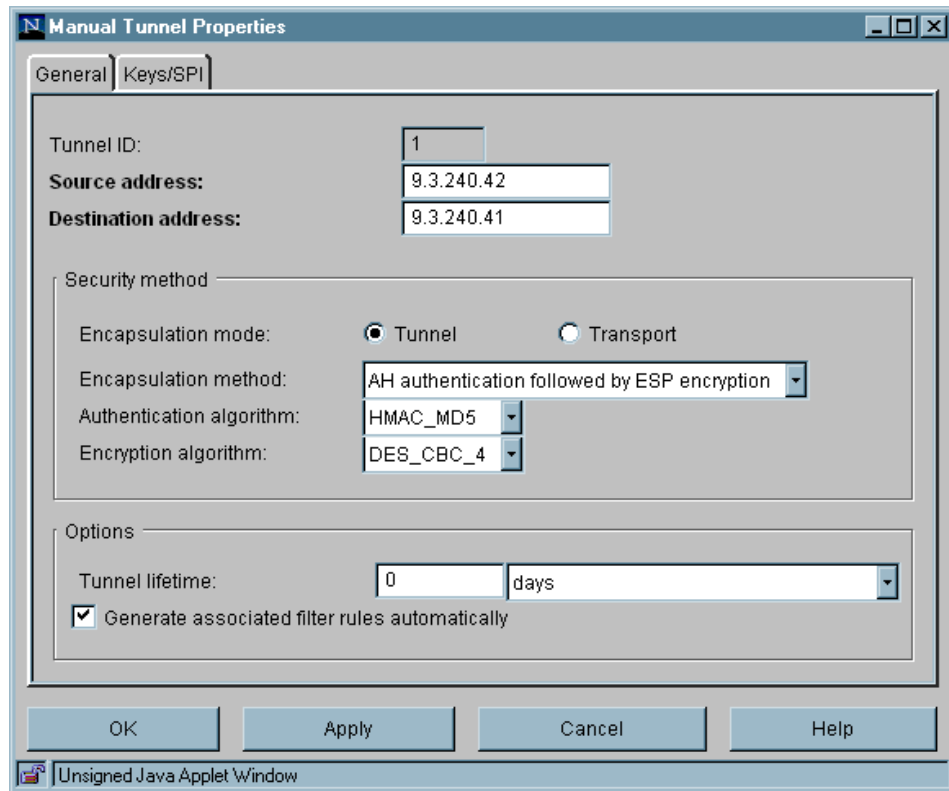 N Manual Tunnel Properties
General Keys/SPI
Tunnel ID: 1
Source address: 9.3.240.42
Destination address: 9.3.240.41
Security method
Encapsulation mode: Tunnel Transport
Encapsulation method: AH authentication followed by ESP encryption
Authentication algorithm: HMAC_MD5
Encryption algorithm: DES_CBC_4
Options
Tunnel lifetime: 0 days
Generate associated filter rules automatically
OK Apply Cancel Help
Unsigned Java Applet Window